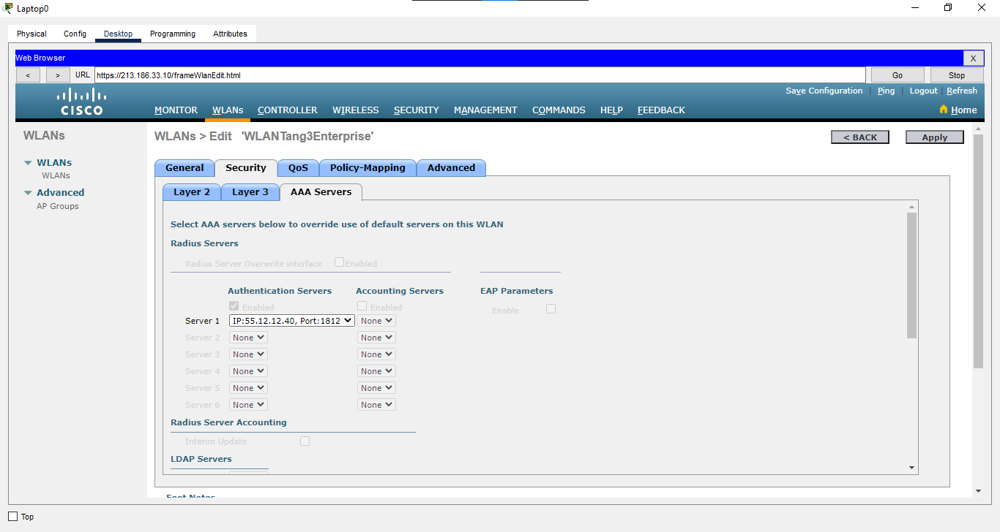 Laptop0
Physical Config Desktop Programming Attributes
Web Browser X
< > URL https://213.186.33.10/frameWlanEdit.html Go Stop
Save Configuration | Ping | Logout | Refresh
CISCO
MONITOR WLANs CONTROLLER WIRELESS SECURITY MANAGEMENT COMMANDS HELP FEEDBACK Home
WLANs
WLANs
WLANs
Advanced
AP Groups
WLANs > Edit 'WLANTang3Enterprise' < BACK Apply
General Security QoS Policy-Mapping Advanced
Layer 2 Layer 3 AAA Servers
Select AAA servers below to override use of default servers on this WLAN
Radius Servers
Radius Server Overwrite interface Enabled
Authentication Servers Accounting Servers EAP Parameters
Enabled Enabled Enable
Server 1 IP:55.12.12.40, Port:1812 None
Server 2 None None
Server 3 None None
Server 4 None None
Server 5 None None
Server 6 None None
Radius Server Accounting
Interim Update
LDAP Servers
Foot Notes
Top